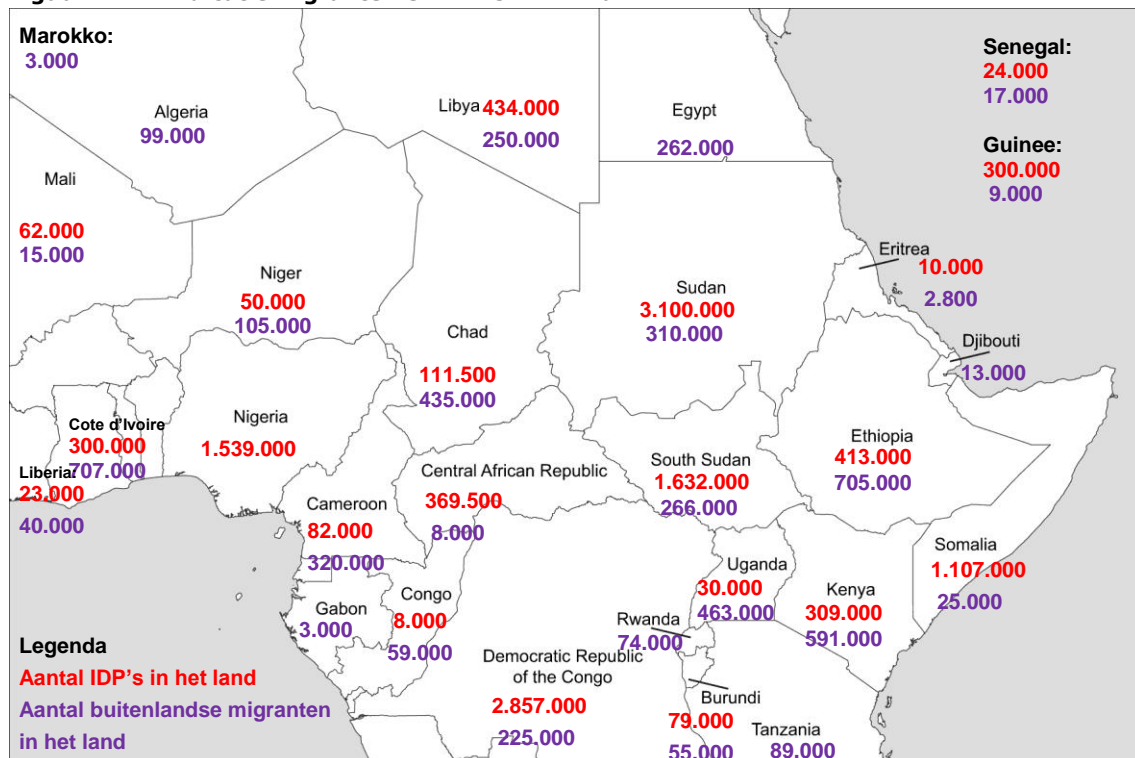 Marokko:
3.000
Senegal:
24.000
17.000
Guinee:
300.000
9.000
Algeria
99.000
Libya 434.000
250.000
Egypt
262.000
Mali
62.000
15.000
Niger
50.000
105.000
Chad
111.500
435.000
Sudan
3.100.000
310.000
Eritrea
10.000
2.800
Djibouti
13.000
Cote d'Ivoire
300.000
707.000
Liberia:
23.000
40.000
Nigeria
1.539.000
Cameroon
82.000
320.000
Central African Republic
369.500
8.000
South Sudan
1.632.000
266.000
Ethiopia
413.000
705.000
Somalia
1.107.000
25.000
Uganda
30.000
463.000
Kenya
309.000
591.000
Gabon
3.000
Congo
8.000
59.000
Rwanda
74.000
Democratic Republic
of the Congo
2.857.000
225.000
Burundi
79.000
55.000
Tanzania
89.000
Legenda
Aantal IDP's in het land
Aantal buitenlandse migranten
in het land